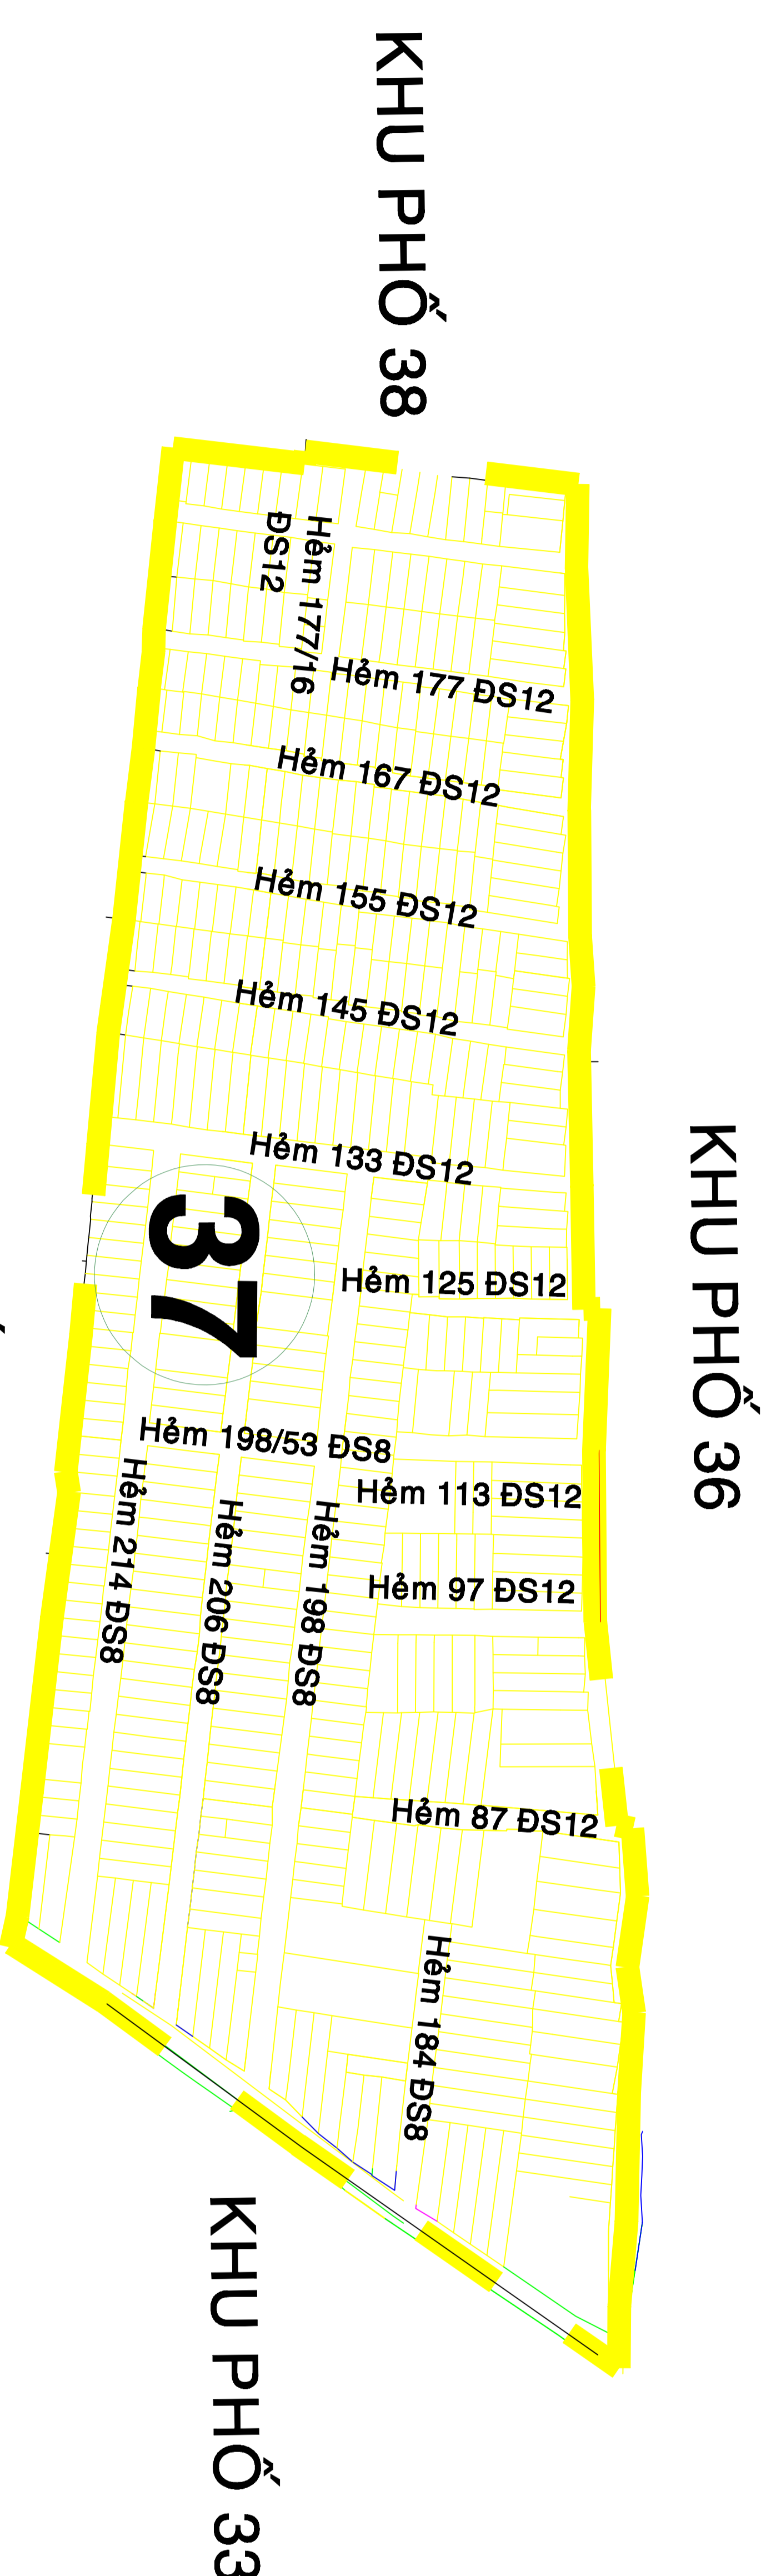 KHU PHỐ 38
Hẻm 177/16
ĐS12
Hẻm 177 ĐS12
Hẻm 167 ĐS12
Hẻm 155 ĐS12
Hẻm 145 ĐS12
Hẻm 133 ĐS12
KHU PHỐ 36
37
Hẻm 125 ĐS12
Hẻm 198/53 ĐS8
Hẻm 113 ĐS12
Hẻm 97 ĐS12
Hẻm 198 ĐS8
Hẻm 206 ĐS8
Hẻm 214 ĐS8
Hẻm 87 ĐS12
Hẻm 184 ĐS8
KHU PHỐ 33